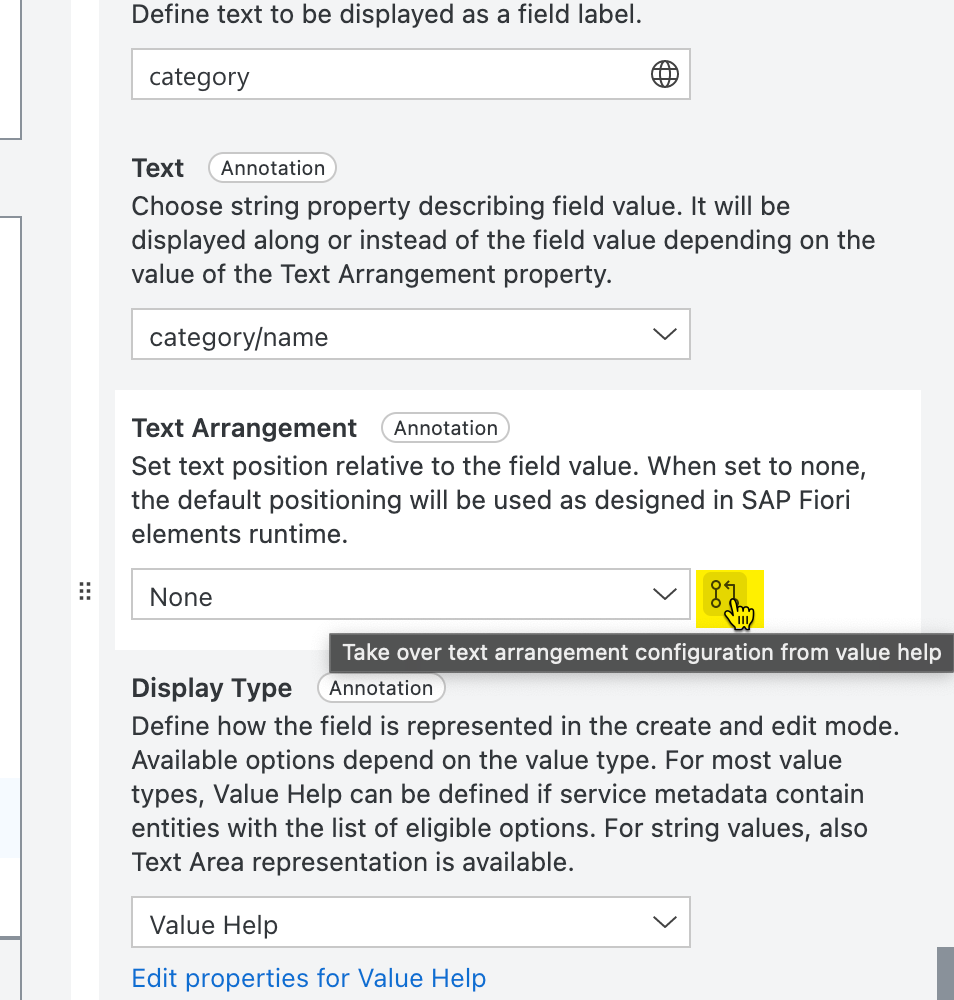 Define text to be displayed as a field label.
category
Text Annotation
Choose string property describing field value. It will be
displayed along or instead of the field value depending on the
value of the Text Arrangement property.
category/name
Text Arrangement Annotation
Set text position relative to the field value. When set to none,
the default positioning will be used as designed in SAP Fiori
elements runtime.
None
Take over text arrangement configuration from value help
Display Type Annotation
Define how the field is represented in the create and edit mode.
Available options depend on the value type. For most value
types, Value Help can be defined if service metadata contain
entities with the list of eligible options. For string values, also
Text Area representation is available.
Value Help
Edit properties for Value Help